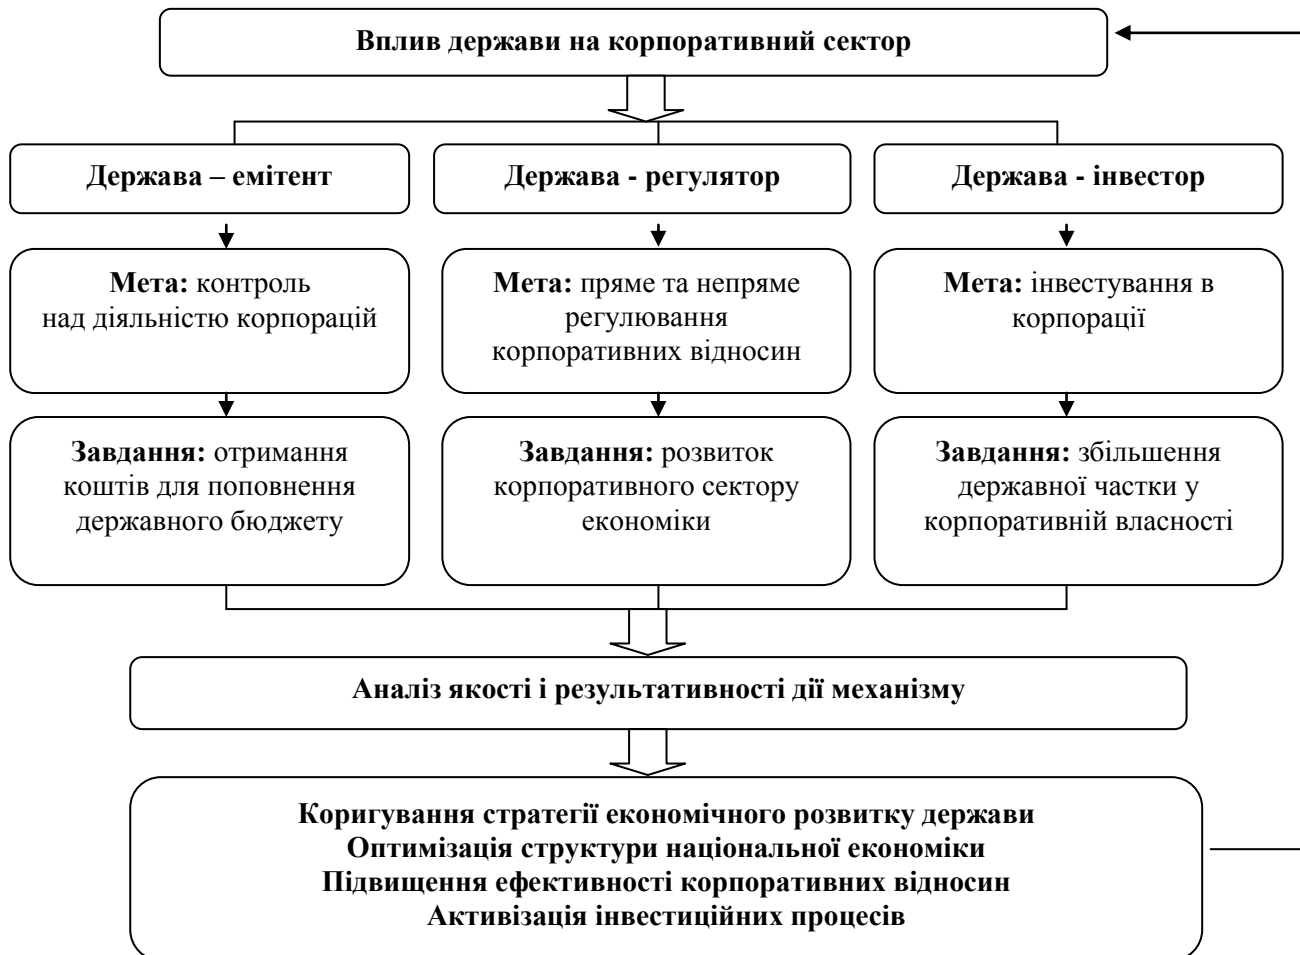 Вплив держави на корпоративний сектор
Держава – емітент
Держава - регулятор
Держава - інвестор
Мета: контроль
над діяльністю корпорацій
Мета: пряме та непряме
регулювання
корпоративних відносин
Мета: інвестування в
корпорації
Завдання: отримання
коштів для поповнення
державного бюджету
Завдання: розвиток
корпоративного сектору
економіки
Завдання: збільшення
державної частки у
корпоративній власності
Аналіз якості і результативності дії механізму
Коригування стратегії економічного розвитку держави
Оптимізація структури національної економіки
Підвищення ефективності корпоративних відносин
Активізація інвестиційних процесів